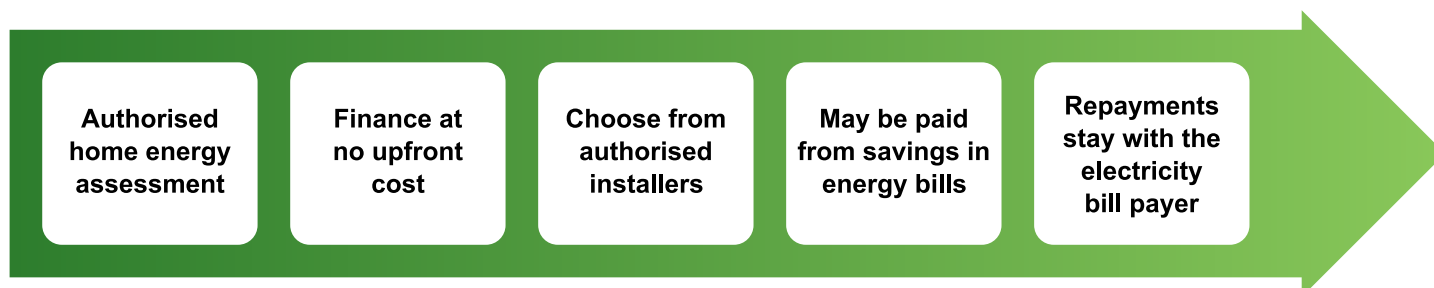 Authorised
home energy
assessment
Finance at
no upfront
cost
Choose from
authorised
installers
May be paid
from savings in
energy bills
Repayments
stay with the
electricity
bill payer